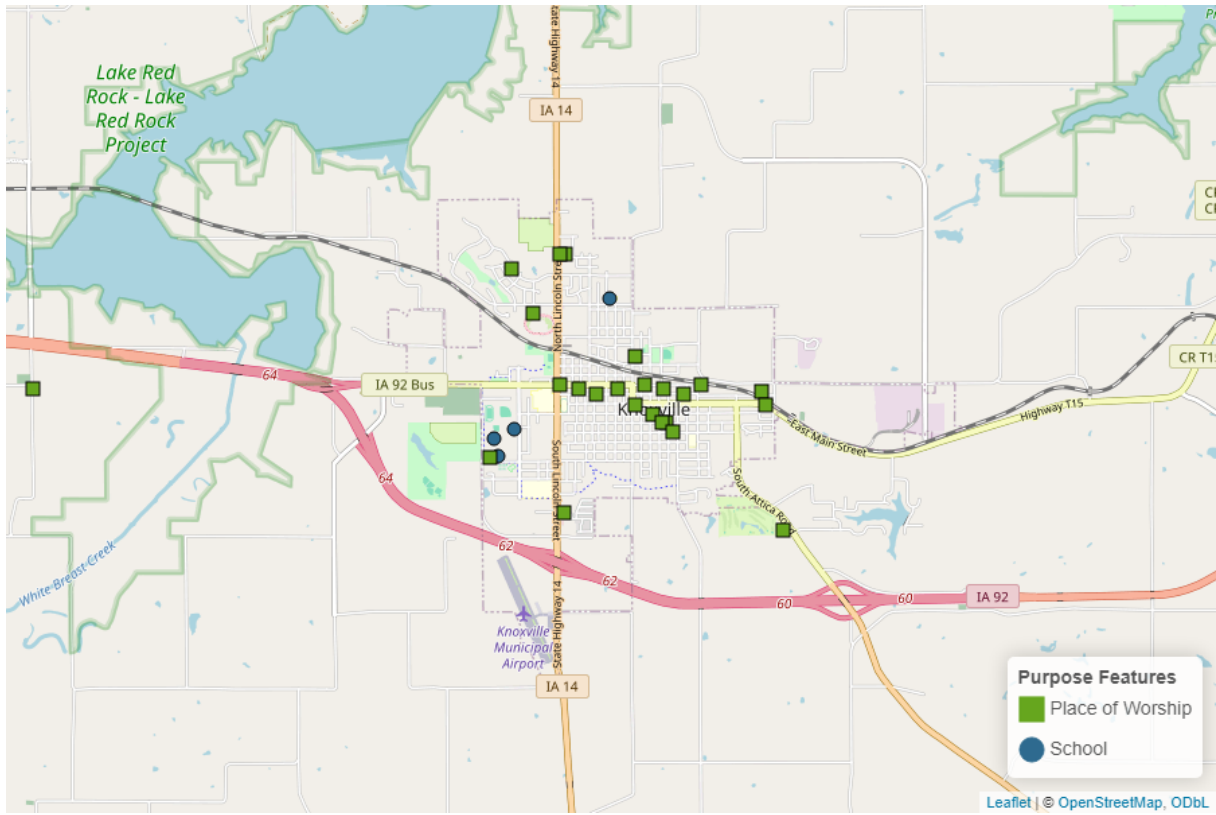 State Highway 14
Lake Red
Rock - Lake
Red Rock
Project
IA 14
North Lincoln Street
CR T15
64
IA 92 Bus
Knoxville
Highway T15
East Main Street
64
South Lincoln Street
South Attica Road
62
White Breast Creek
62
60
60
IA 92
Knoxville
Municipal
Airport
State Highway 14
IA 14
Purpose Features
Place of Worship
School
Leaflet | © OpenStreetMap, ODbL